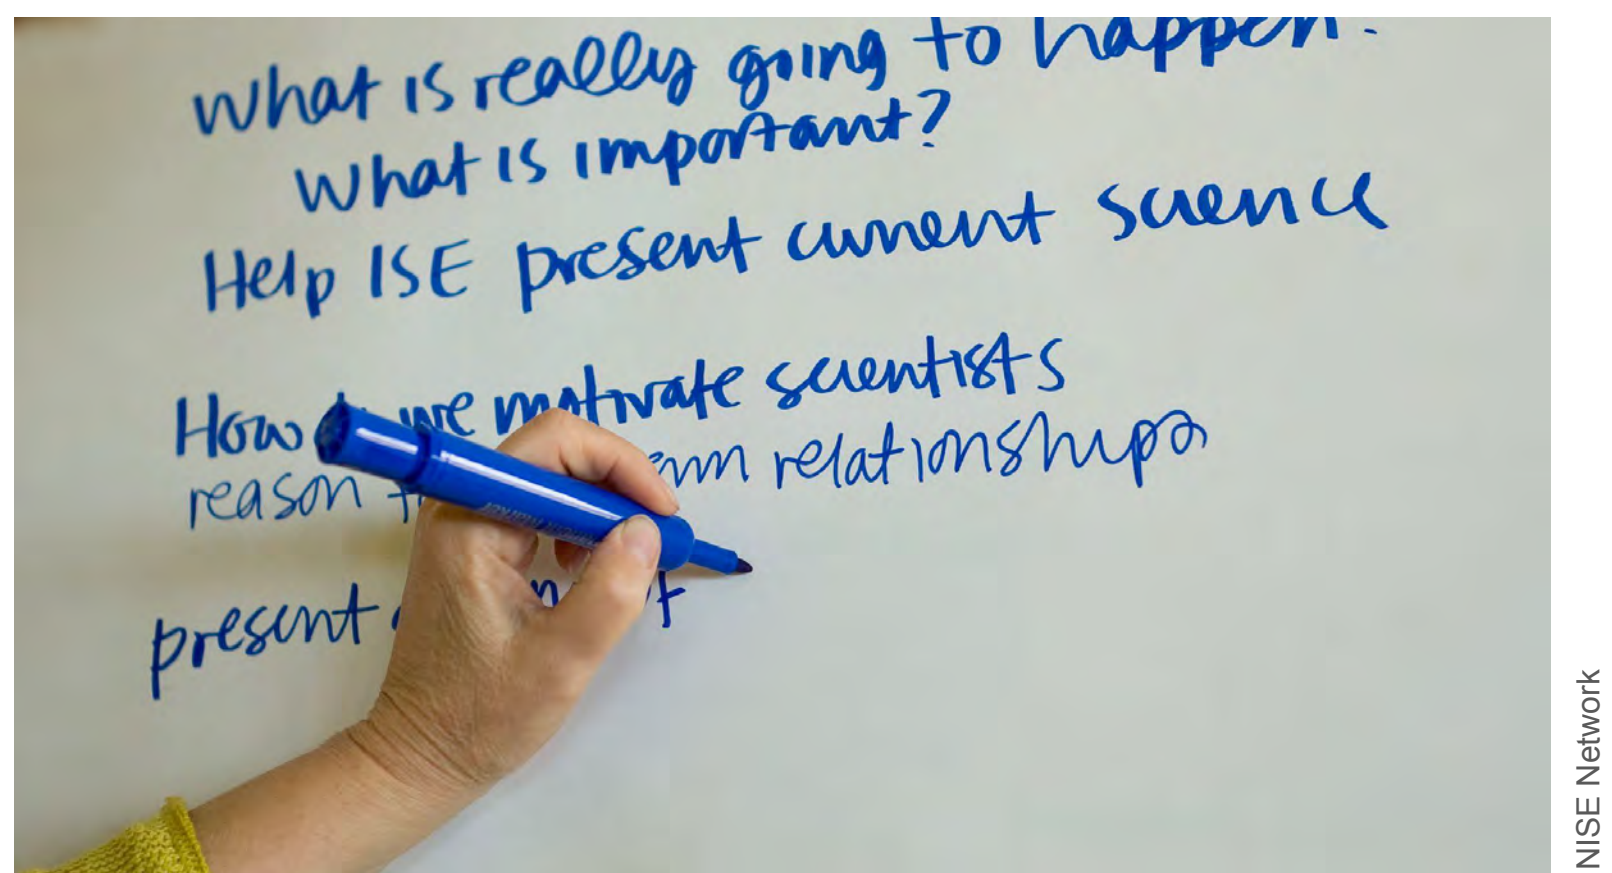 What is really going to happen?
What is important?
Help ISE present current science
How we motivate scientists
reason relationships
present
NISE Network